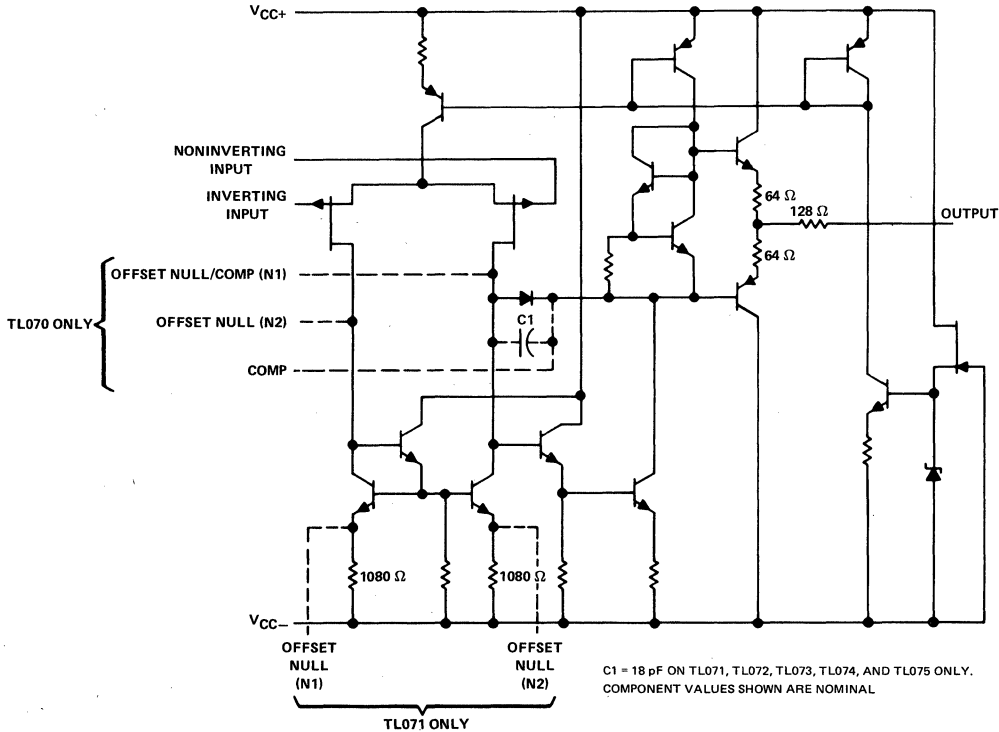 VCC+
NONINVERTING
INPUT
INVERTING
INPUT
64 Ω
128 Ω
OUTPUT
64 Ω
OFFSET NULL/COMP (N1)
TL070 ONLY
OFFSET NULL (N2)
C1
COMP
1080 Ω
1080 Ω
VCC–
OFFSET
NULL
(N1)
OFFSET
NULL
(N2)
TL071 ONLY
C1 = 18 pF ON TL071, TL072, TL073, TL074, AND TL075 ONLY.
COMPONENT VALUES SHOWN ARE NOMINAL